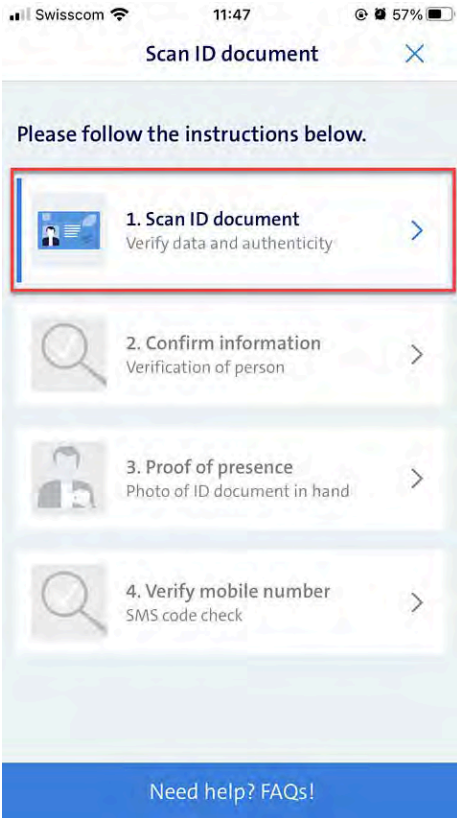 Swisscom
11:47
57%
Scan ID document
Please follow the instructions below.
1. Scan ID document
Verify data and authenticity
2. Confirm information
Verification of person
3. Proof of presence
Photo of ID document in hand
4. Verify mobile number
SMS code check
Need help? FAQs!